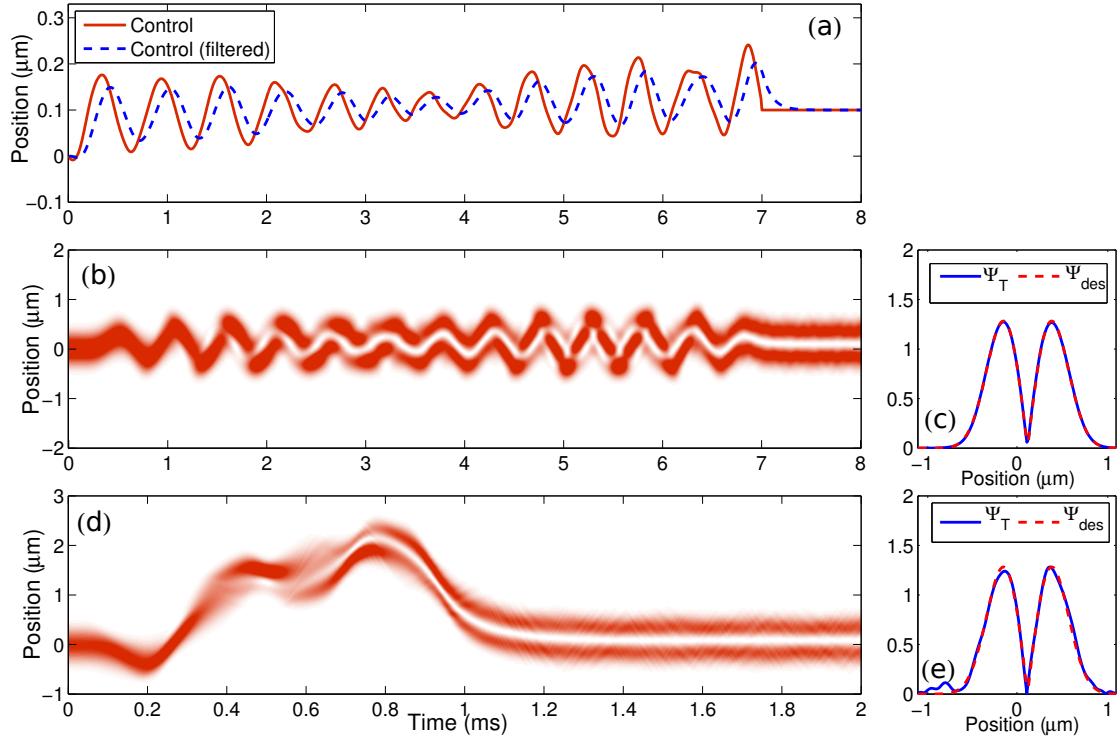 Control
Control (filtered)
(a)
Position (μm)
0.3
0.2
0.1
0
−0.1
0 1 2 3 4 5 6 7 8
(b)
Position (μm)
2
1
0
−1
−2
0 1 2 3 4 5 6 7 8
Ψ_T Ψ_des
2
1.5
1
0.5
0
(c)
−1 0 1
Position (μm)
(d)
Position (μm)
3
2
1
0
−1
0 0.2 0.4 0.6 0.8 1 1.2 1.4 1.6 1.8 2
Time (ms)
Ψ_T Ψ_des
2
1.5
1
0.5
0
(e)
−1 0 1
Position (μm)